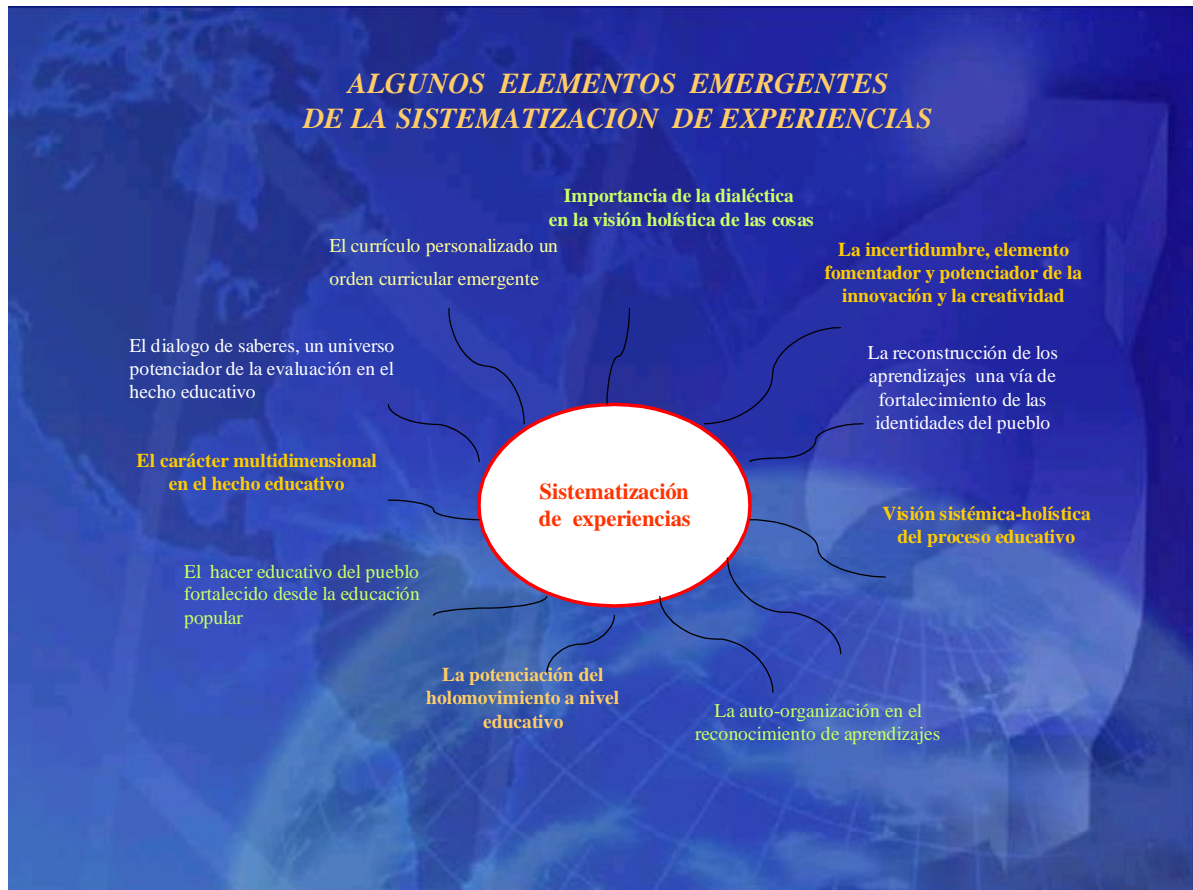 ALGUNOS ELEMENTOS EMERGENTES
DE LA SISTEMATIZACION DE EXPERIENCIAS
Importancia de la dialéctica
en la visión holística de las cosas
El currículo personalizado un
orden curricular emergente
La incertidumbre, elemento
fomentador y potenciador de la
innovación y la creatividad
El dialogo de saberes, un universo
potenciador de la evaluación en el
hecho educativo
La reconstrucción de los
aprendizajes una vía de
fortalecimiento de las
identidades del pueblo
El carácter multidimensional
en el hecho educativo
Sistematización
de experiencias
Visión sistémica-holística
del proceso educativo
El hacer educativo del pueblo
fortalecido desde la educación
popular
La potenciación del
holomovimiento a nivel
educativo
La auto-organización en el
reconocimiento de aprendizajes